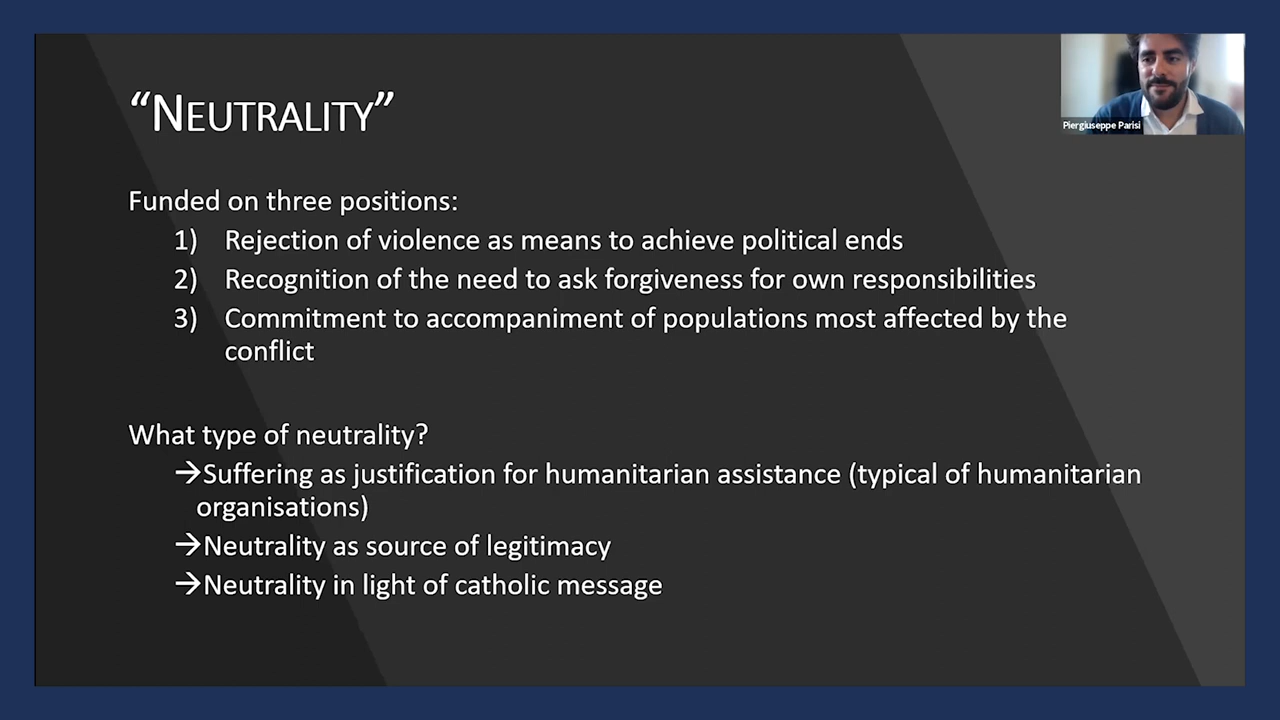 “NEUTRALITY”
Piergiuseppe Parisi
Funded on three positions:
1) Rejection of violence as means to achieve political ends
2) Recognition of the need to ask forgiveness for own responsibilities
3) Commitment to accompaniment of populations most affected by the
conflict
What type of neutrality?
→Suffering as justification for humanitarian assistance (typical of humanitarian
organisations)
→Neutrality as source of legitimacy
→Neutrality in light of catholic message